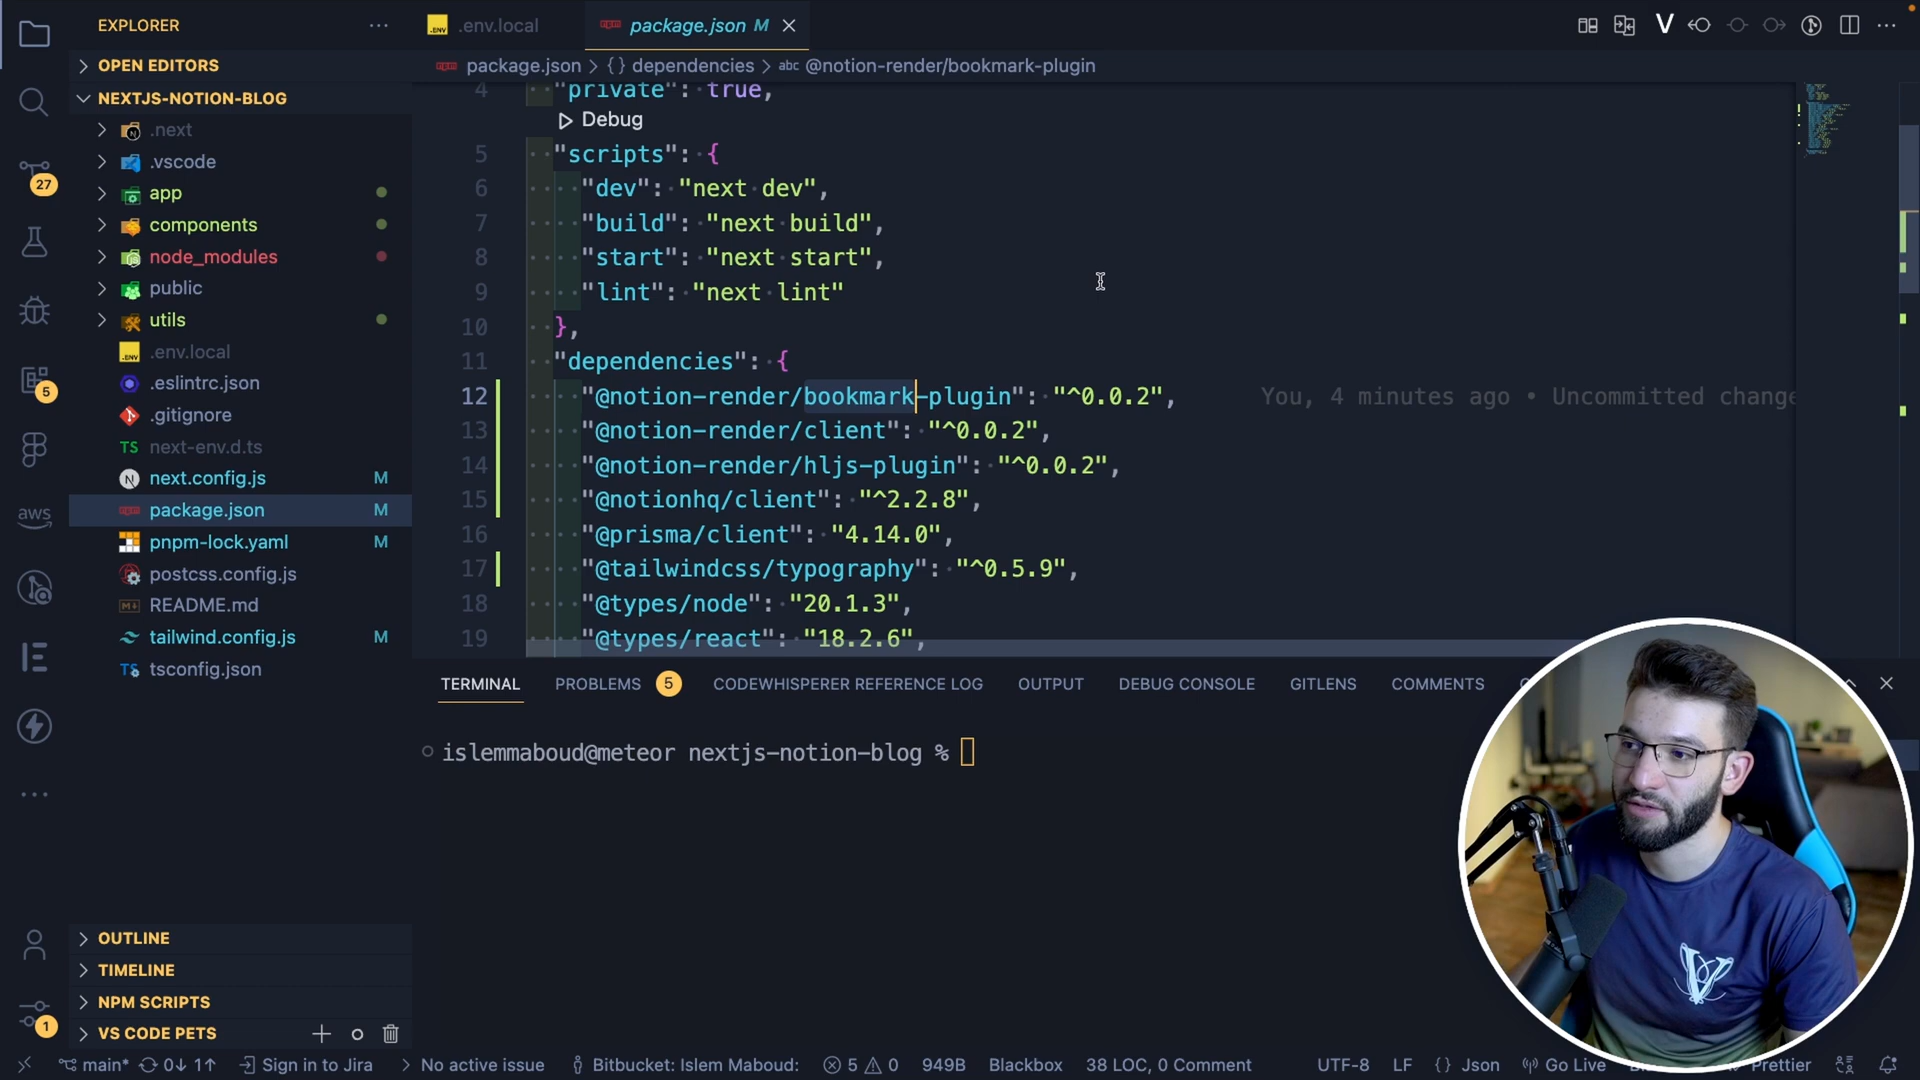 EXPLORER
.env.local
package.json M
OPEN EDITORS
package.json > {} dependencies > abc @notion-render/bookmark-plugin
NEXTJS-NOTION-BLOG
.next
.vscode
app
components
node_modules
public
utils
.env.local
.eslintrc.json
.gitignore
TS next-env.d.ts
next.config.js M
package.json M
pnpm-lock.yaml M
postcss.config.js
README.md
tailwind.config.js M
tsconfig.json
27
5
aws
4 "private": true,
Debug
5 "scripts": {
6 "dev": "next dev",
7 "build": "next build",
8 "start": "next start",
9 "lint": "next lint"
10 },
11 "dependencies": {
12 "@notion-render/bookmark-plugin": "^0.0.2", You, 4 minutes ago • Uncommitted change
13 "@notion-render/client": "^0.0.2",
14 "@notion-render/hljs-plugin": "^0.0.2",
15 "@notionhq/client": "^2.2.8",
16 "@prisma/client": "4.14.0",
17 "@tailwindcss/typography": "^0.5.9",
18 "@types/node": "20.1.3",
19 "@types/react": "18.2.6",
TERMINAL PROBLEMS 5 CODEWHISPERER REFERENCE LOG OUTPUT DEBUG CONSOLE GITLENS COMMENTS
islemmaboud@meteor nextjs-notion-blog %
OUTLINE
TIMELINE
NPM SCRIPTS
VS CODE PETS
1
main* 0↓ 1↑ Sign in to Jira No active issue Bitbucket: Islem Maboud: 5 0 949B Blackbox 38 LOC, 0 Comment UTF-8 LF {} Json Go Live Prettier